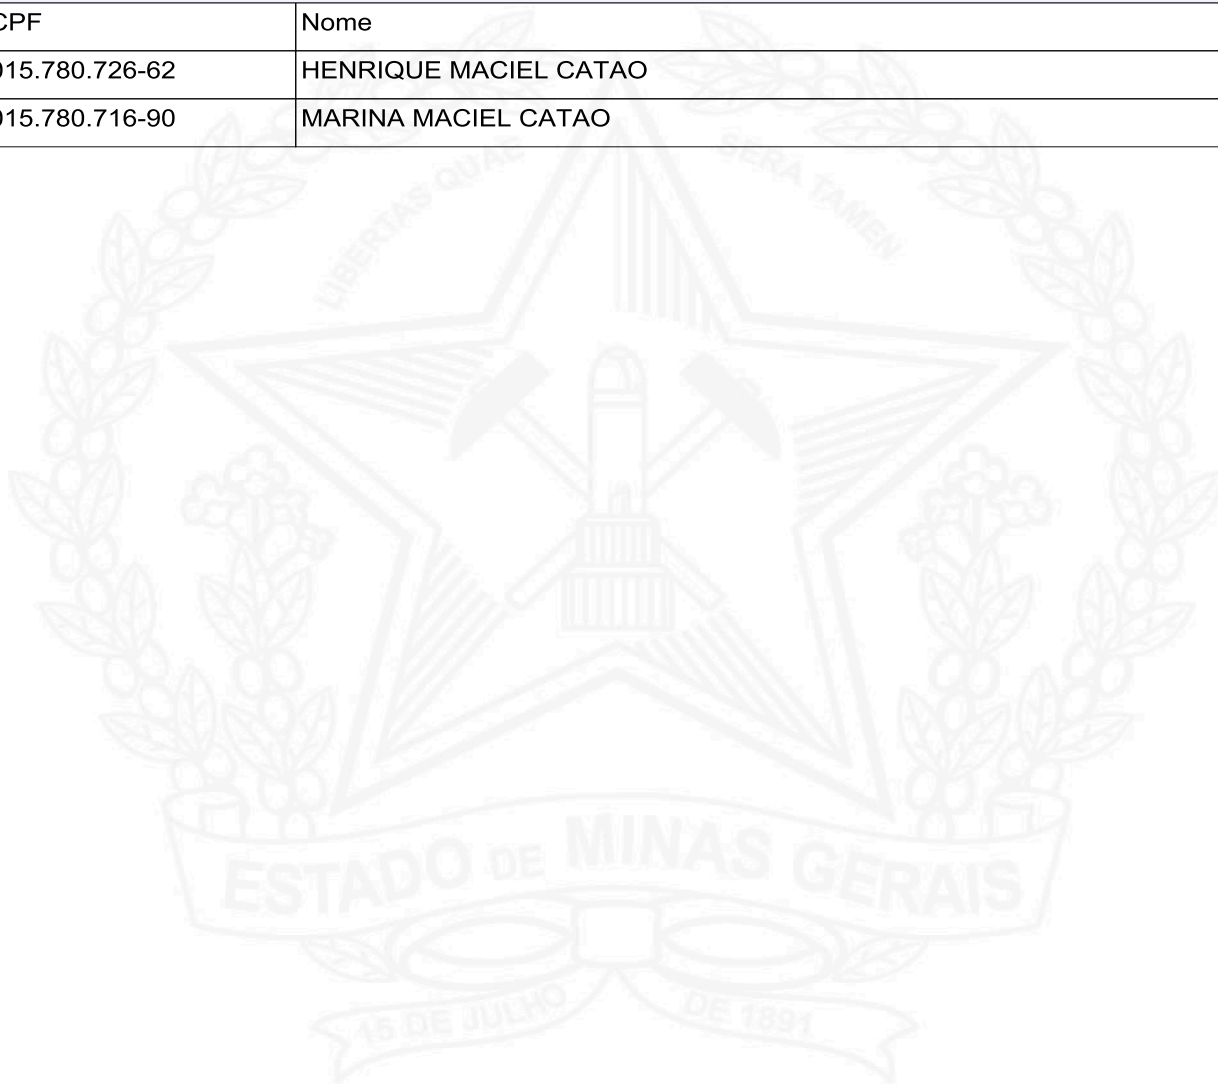 CPF Nome
015.780.726-62 HENRIQUE MACIEL CATAO
015.780.716-90 MARINA MACIEL CATAO
LIBERTAS QUAE SERA TAMEN
ESTADO DE MINAS GERAIS
15 DE JULHO DE 1891